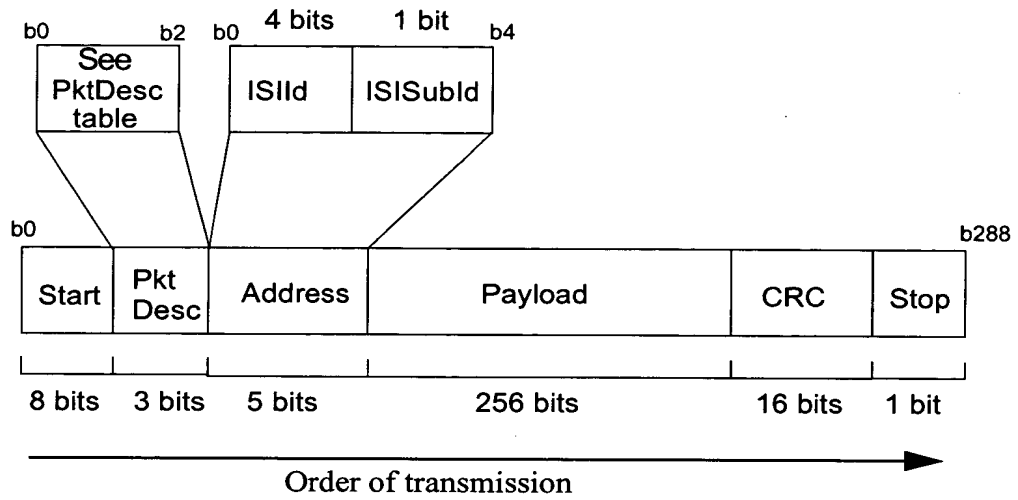 4 bits 1 bit
b0 b2 b0 b4
See
PktDesc
table
ISIId ISISubId
b0 b288
Start Pkt Desc Address Payload CRC Stop
8 bits 3 bits 5 bits 256 bits 16 bits 1 bit
Order of transmission